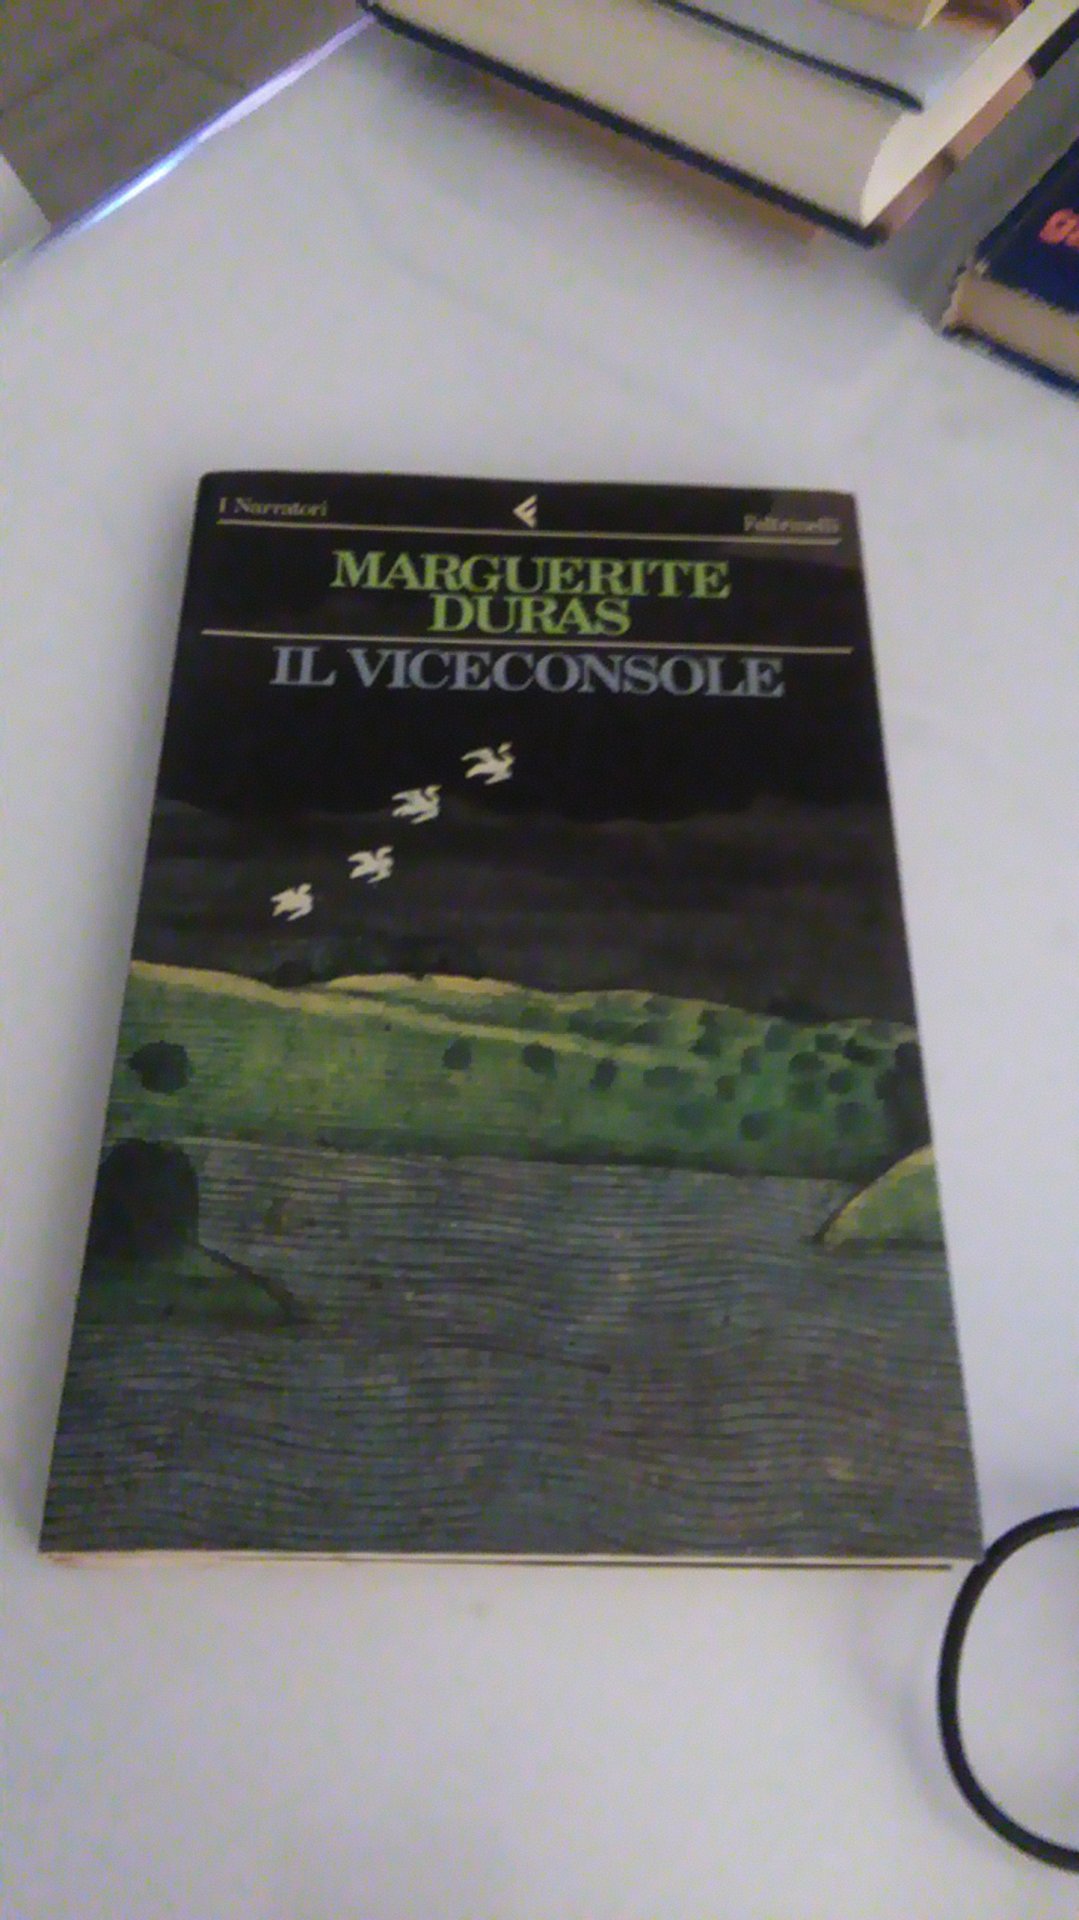 I Narratori
Feltrinelli
MARGUERITE
DURAS
IL VICECONSOLE